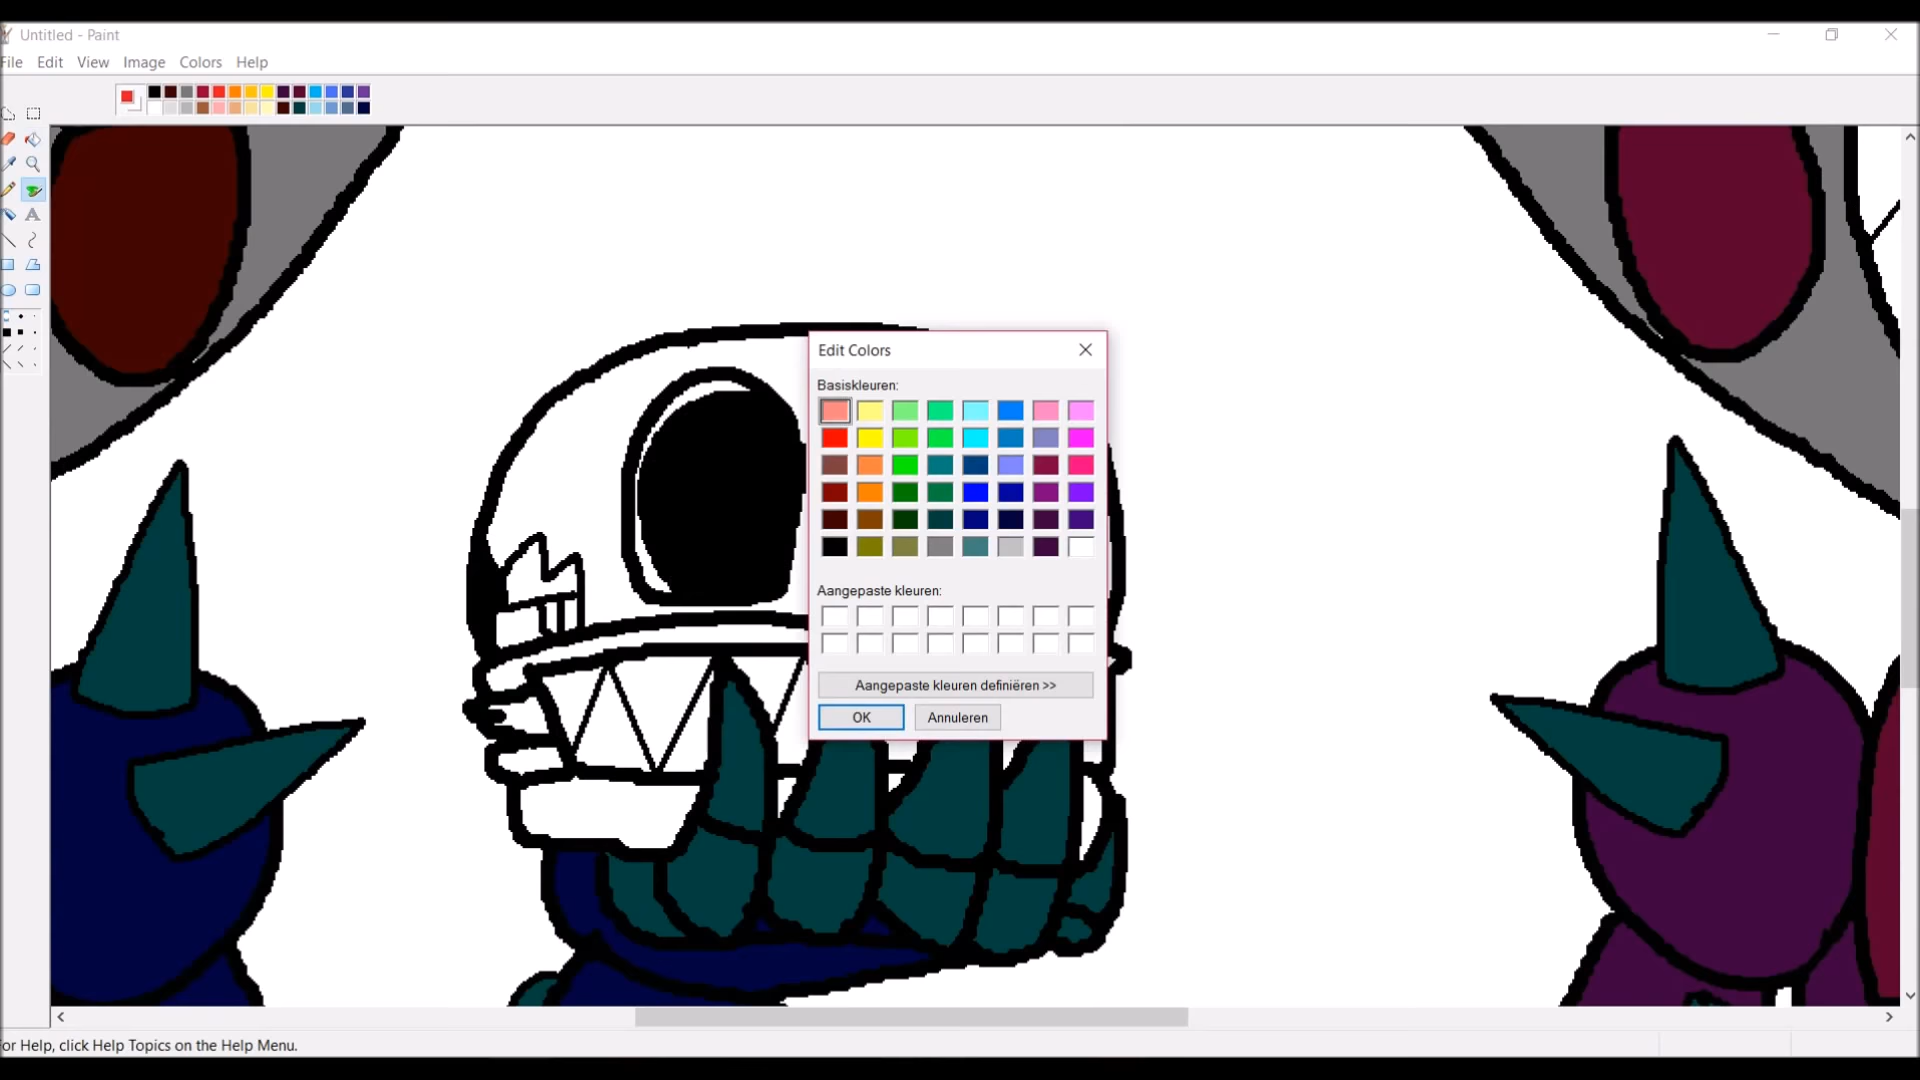 Untitled - Paint
File Edit View Image Colors Help
Edit Colors
Basiskleuren:
Aangepaste kleuren:
Aangepaste kleuren definiëren >>
OK Annuleren
For Help, click Help Topics on the Help Menu.